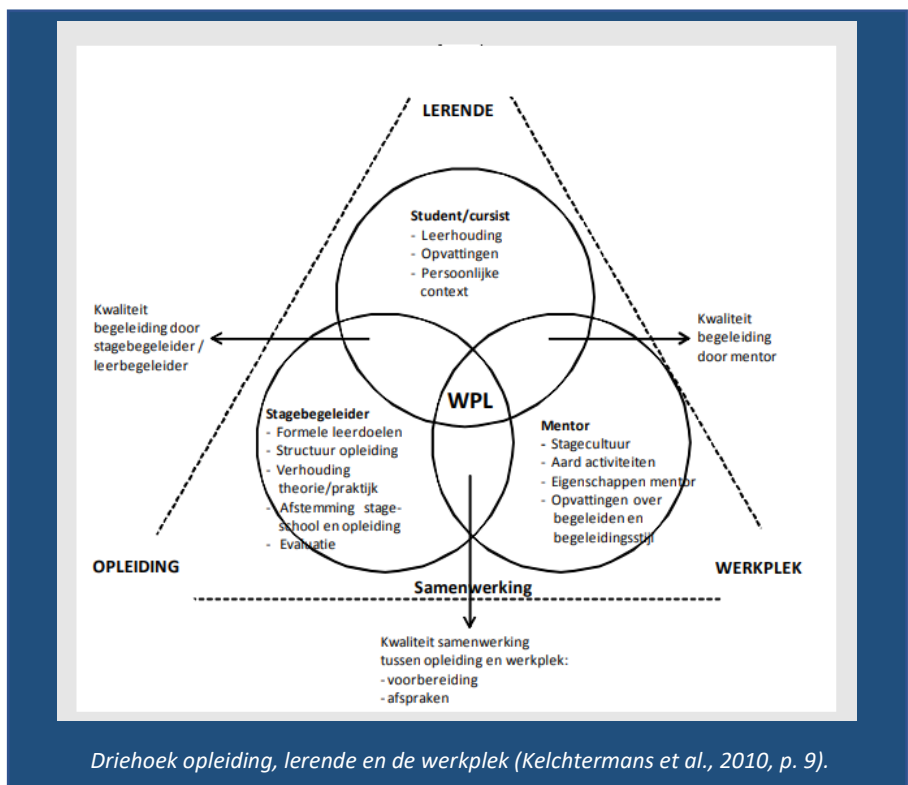 LERENDE
Student/cursist
- Leerhouding
- Opvattingen
- Persoonlijke
context
Kwaliteit
begeleiding door
stagebegeleider /
leerbegeleider
Kwaliteit
begeleiding
door mentor
WPL
Stagebegeleider
- Formele leerdoelen
- Structuur opleiding
- Verhouding
theorie/praktijk
- Afstemming stage-
school en opleiding
- Evaluatie
Mentor
- Stagecultuur
- Aard activiteiten
- Eigenschappen mentor
- Opvattingen over
begeleiden en
begeleidingsstijl
OPLEIDING
WERKPLEK
Samenwerking
Kwaliteit samenwerking
tussen opleiding en werkplek:
- voorbereiding
- afspraken
Driehoek opleiding, lerende en de werkplek (Kelchtermans et al., 2010, p. 9).